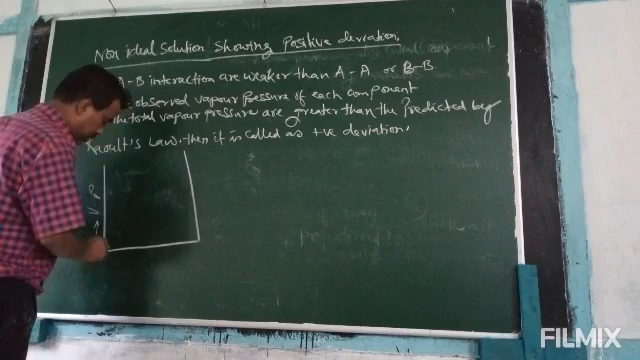 Non ideal Solution Showing Positive deviation,
A-B interaction are weaker than A-A or B-B
observed vapour pressure of each component
the total vapour pressure are greater than the Predicted by
Raoult's Law. then it is called as +ve deviation.
V P
FILMIX